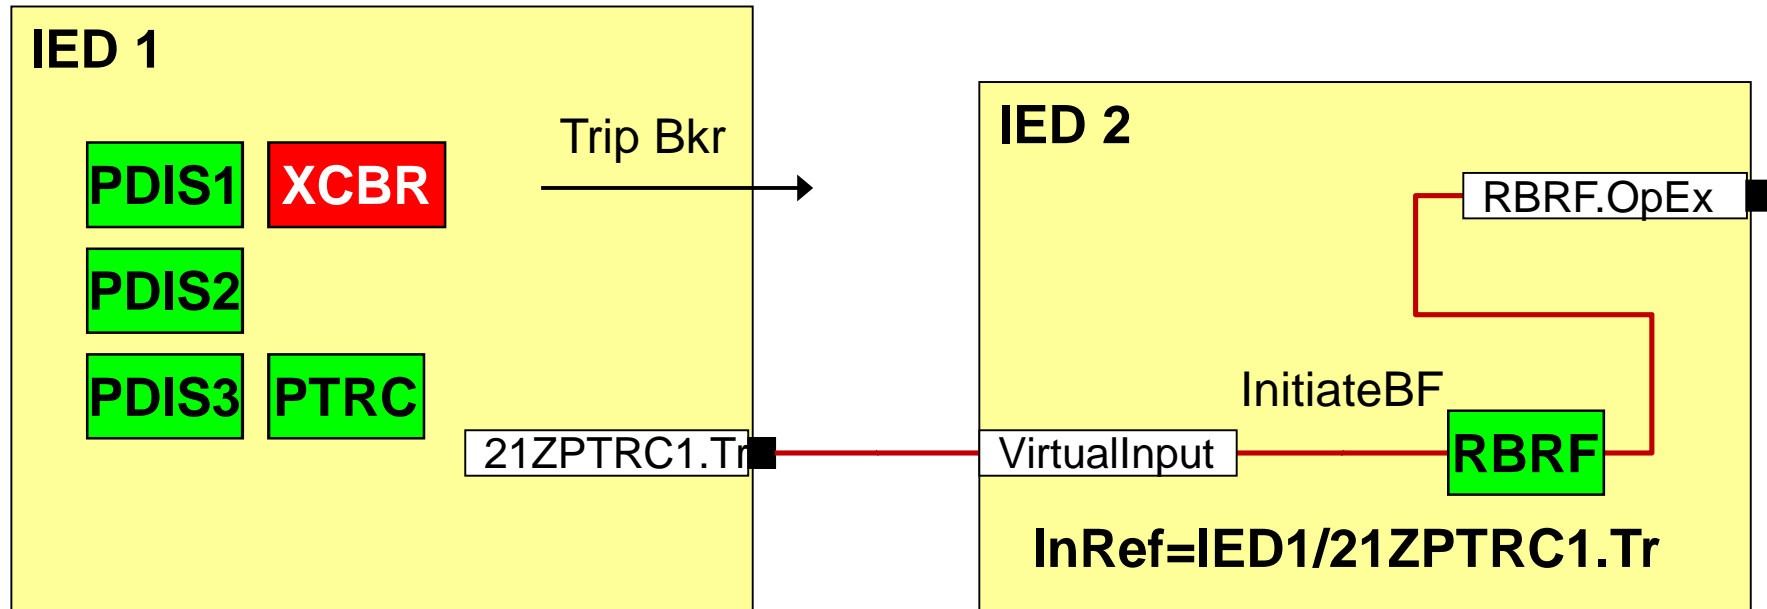 IED 1
Trip Bkr
PDIS1
XCBR
PDIS2
PDIS3
PTRC
21ZPTRC1.Tr
IED 2
RBRF.OpEx
InitiateBF
VirtualInput
RBRF
InRef=IED1/21ZPTRC1.Tr